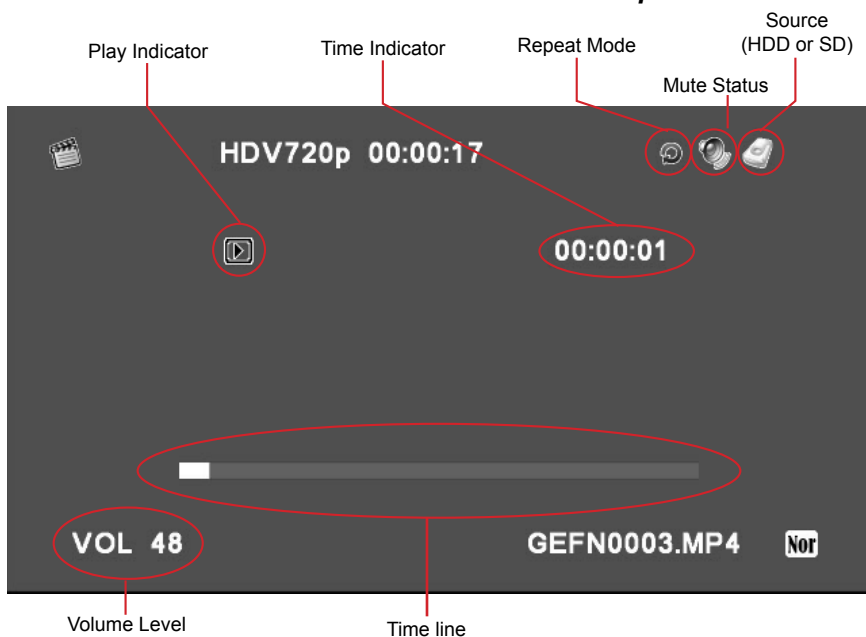 Source
(HDD or SD)
Play Indicator
Time Indicator
Repeat Mode
Mute Status
HDV720p 00:00:17
00:00:01
VOL 48
GEFN0003.MP4
Nor
Volume Level
Time line